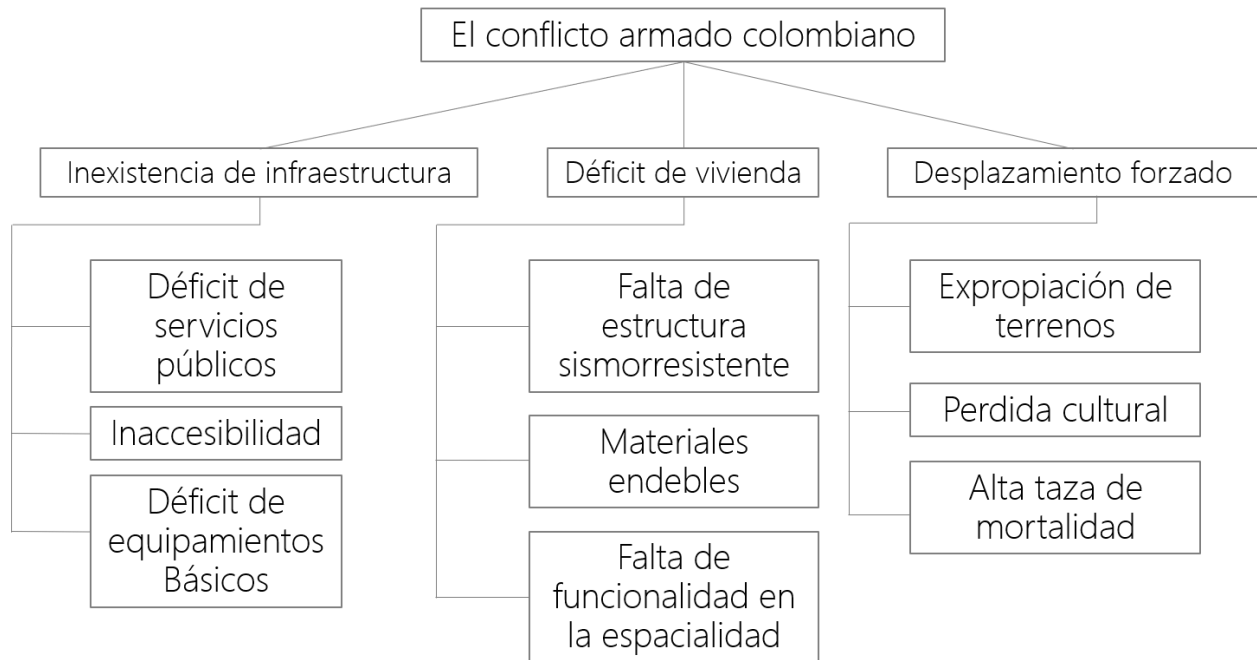 El conflicto armado colombiano
Inexistencia de infraestructura
Déficit de vivienda
Desplazamiento forzado
Déficit de
servicios
públicos
Inaccesibilidad
Déficit de
equipamientos
Básicos
Falta de
estructura
sismorresistente
Materiales
endebles
Falta de
funcionalidad en
la espacialidad
Expropiación de
terrenos
Perdida cultural
Alta taza de
mortalidad